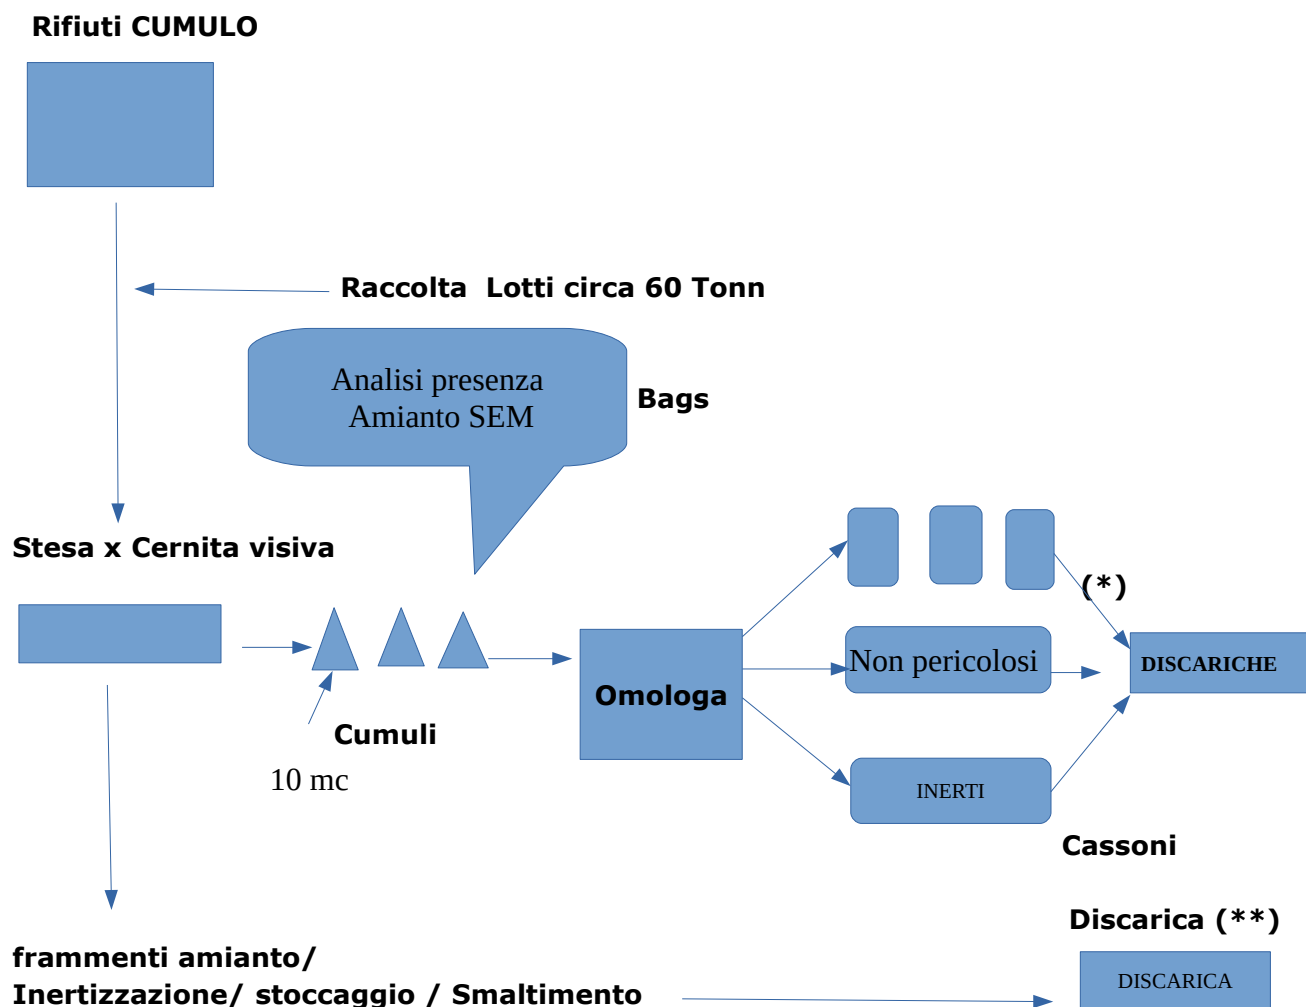 Rifiuti CUMULO
Raccolta  Lotti circa 60 Tonn
Analisi presenza
Amianto SEM
Bags
Stesa x Cernita visiva
(*)
Non pericolosi
DISCARICHE
Omologa
Cumuli
10 mc
INERTI
Cassoni
Discarica (**)
frammenti amianto/
Inertizzazione/ stoccaggio / Smaltimento
DISCARICA